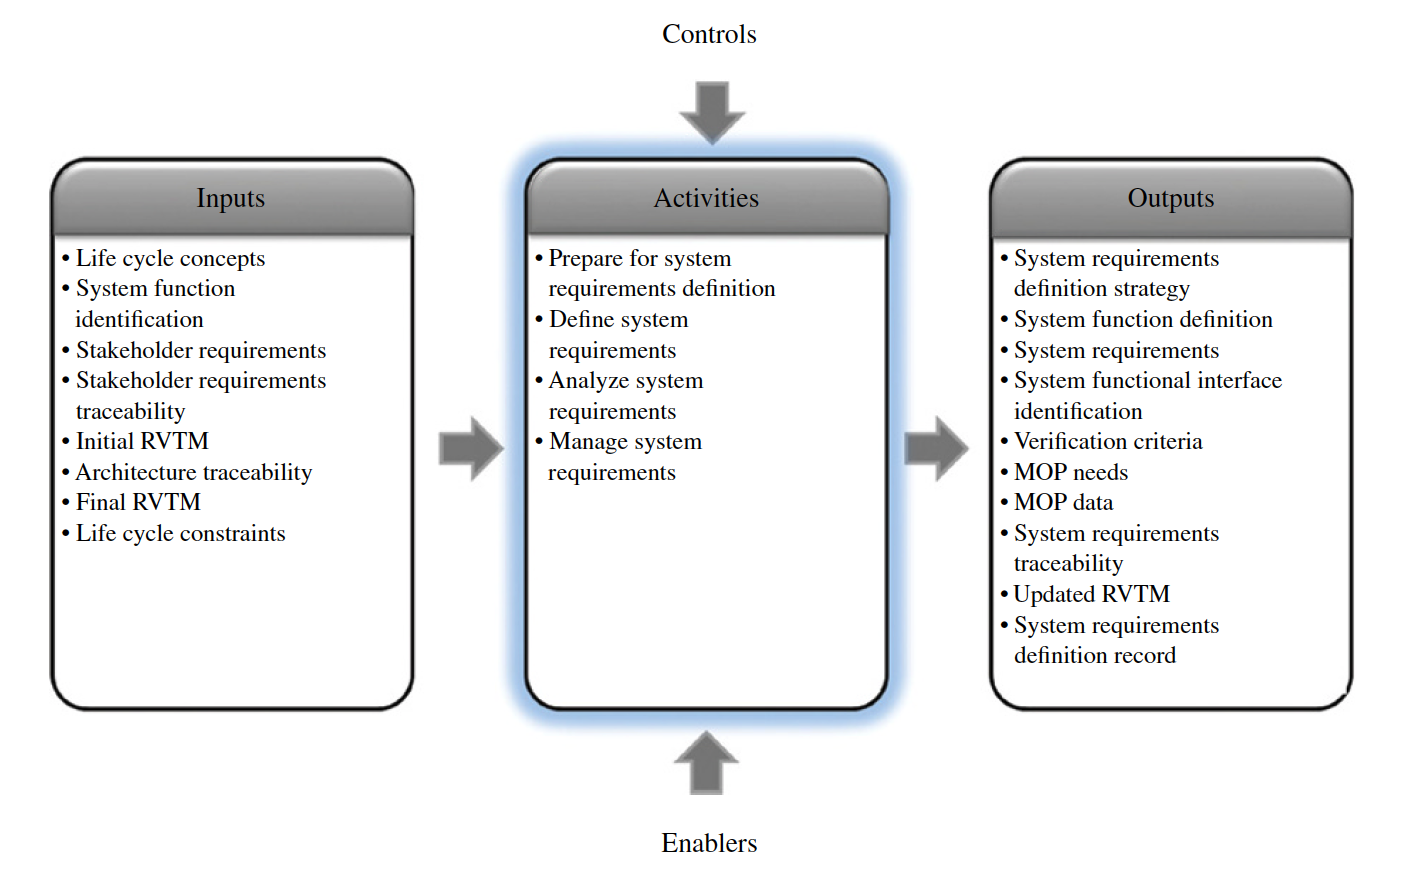 Controls
Inputs
• Life cycle concepts
• System function
identification
• Stakeholder requirements
• Stakeholder requirements
traceability
• Initial RVTM
• Architecture traceability
• Final RVTM
• Life cycle constraints
Activities
• Prepare for system
requirements definition
• Define system
requirements
• Analyze system
requirements
• Manage system
requirements
Outputs
• System requirements
definition strategy
• System function definition
• System requirements
• System functional interface
identification
• Verification criteria
• MOP needs
• MOP data
• System requirements
traceability
• Updated RVTM
• System requirements
definition record
Enablers